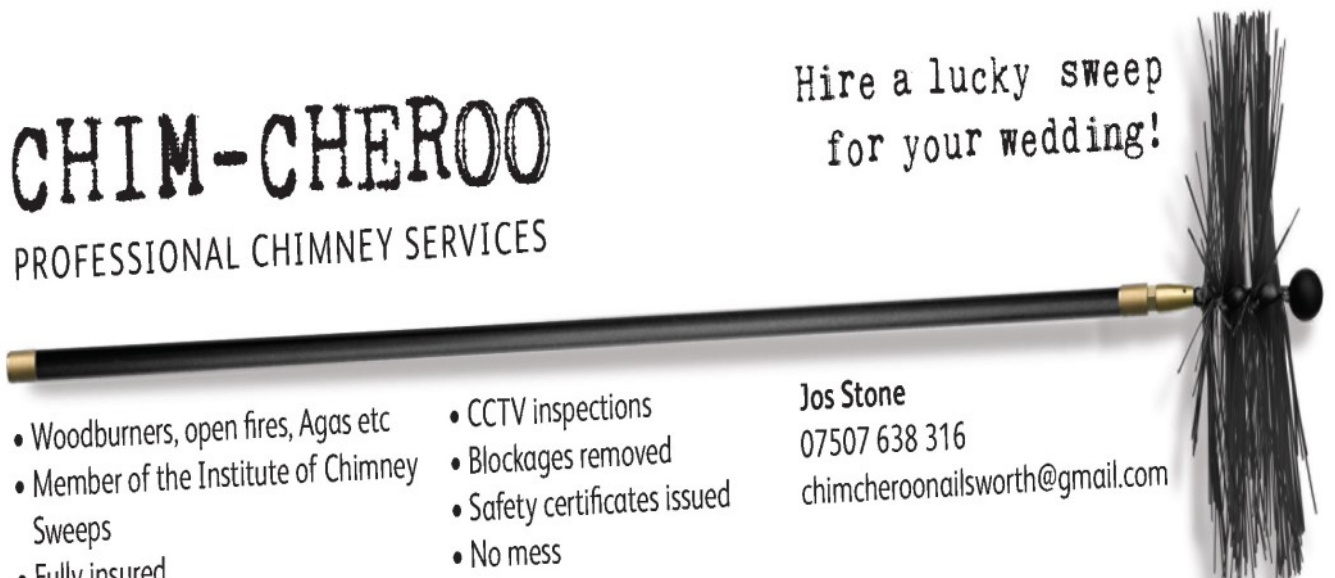 CHIM-CHEROO
PROFESSIONAL CHIMNEY SERVICES
Hire a lucky sweep
for your wedding!
• Woodburners, open fires, Agas etc
• Member of the Institute of Chimney
Sweeps
• Fully insured
• CCTV inspections
• Blockages removed
• Safety certificates issued
• No mess
Jos Stone
07507 638 316
chimcheroonailsworth@gmail.com